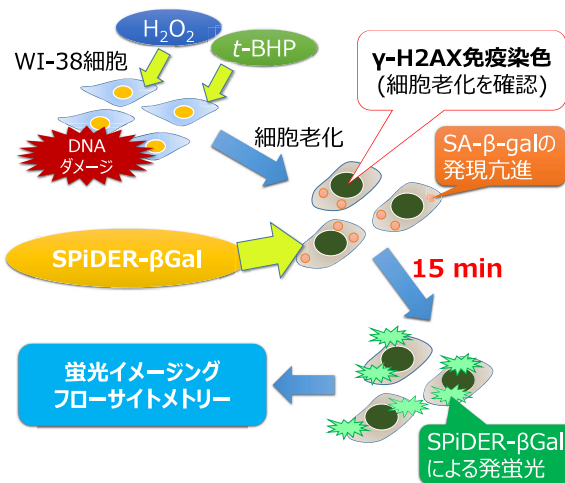 H₂O₂
t-BHP
WI-38細胞
DNA
ダメージ
細胞老化
γ-H2AX免疫染色
(細胞老化を確認)
SA-β-galの
発現亢進
SPiDER-βGal
15 min
蛍光イメージング
フローサイトメトリー
SPiDER-βGal
による発蛍光